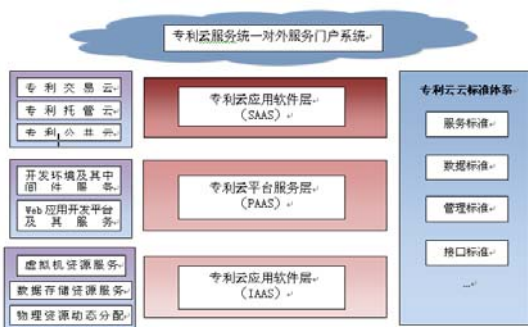 专利云服务统一对外服务门户系统
专利交易云
专利托管云
专利公共云
专利云应用软件层
(SAAS)
开发环境及其中
间件服务
Web应用开发平台
及其服务
专利云平台服务层
(PAAS)
虚拟机资源服务
数据存储资源服务
物理资源动态分配
专利云应用软件层
(IAAS)
专利云云标准体系
服务标准
数据标准
管理标准
接口标准
…